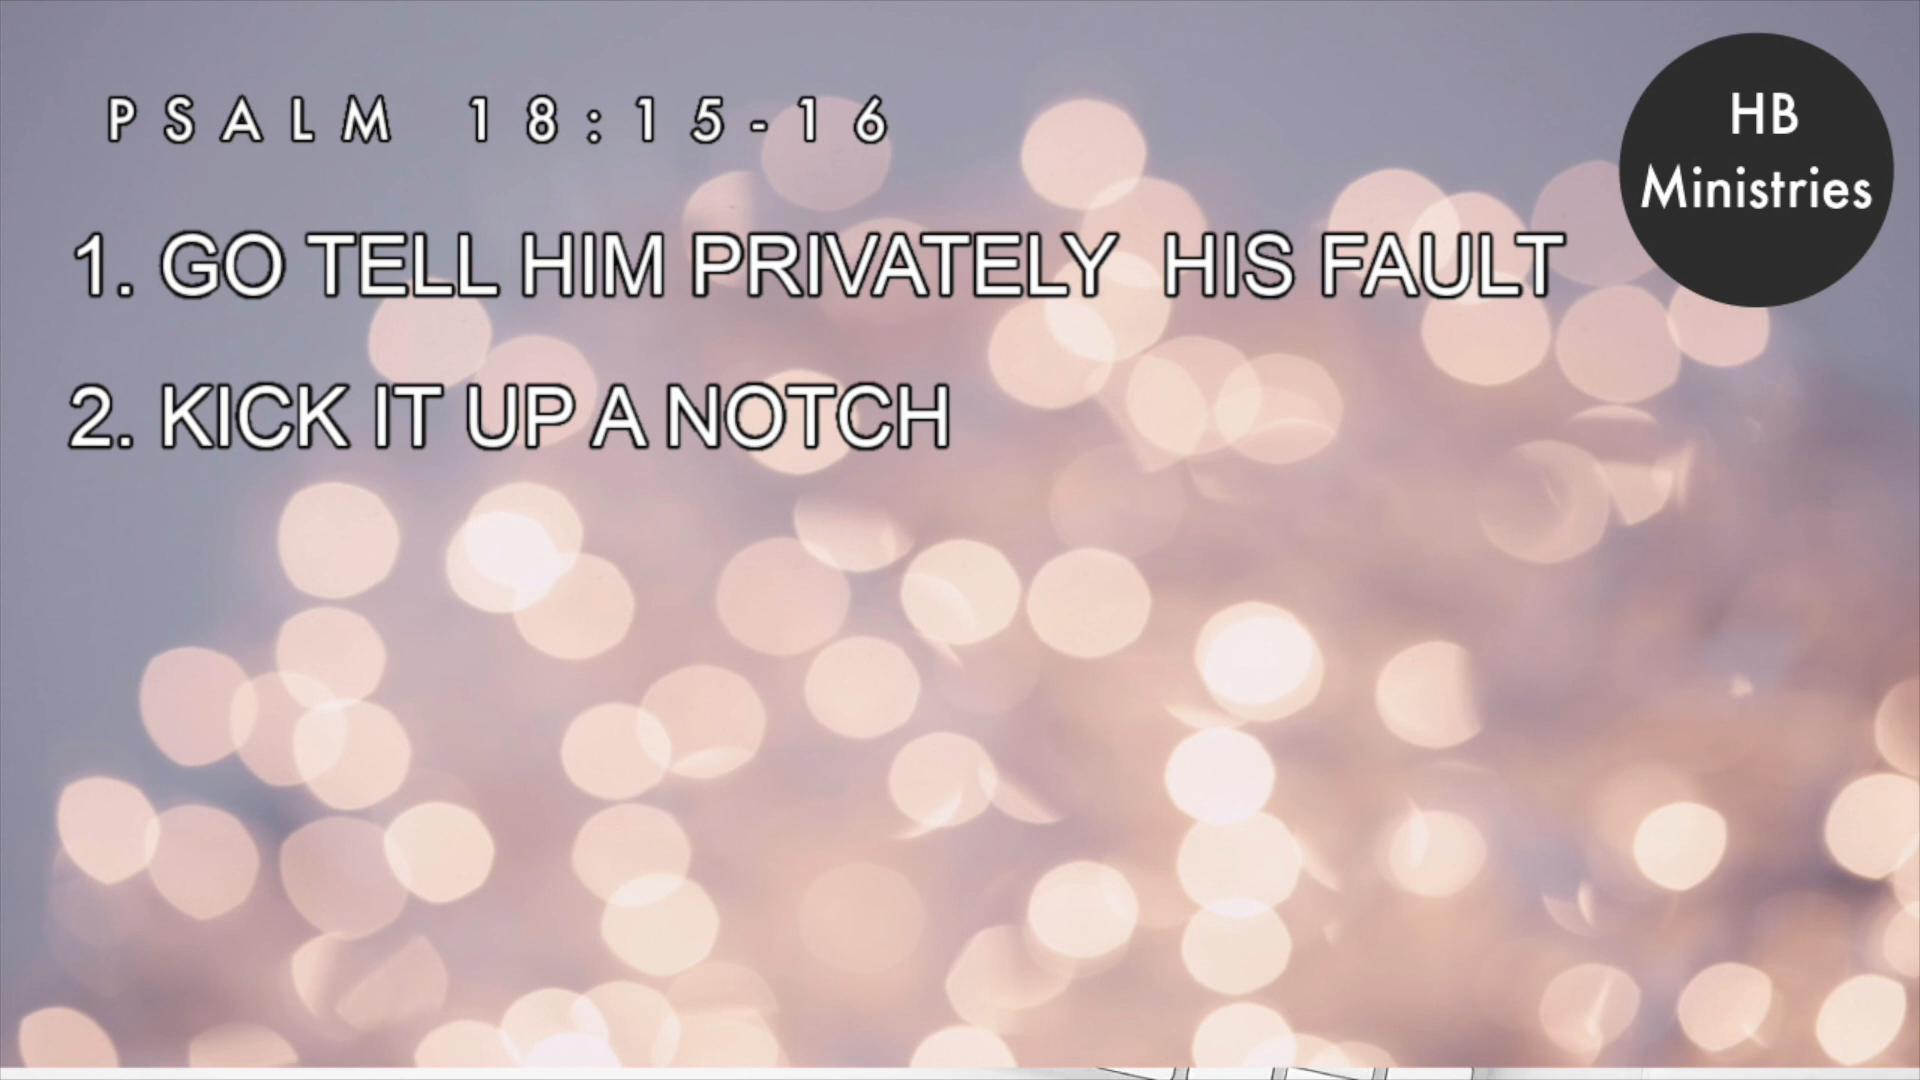 PSALM 18:15-16
HB
Ministries
1. GO TELL HIM PRIVATELY HIS FAULT
2. KICK IT UP A NOTCH